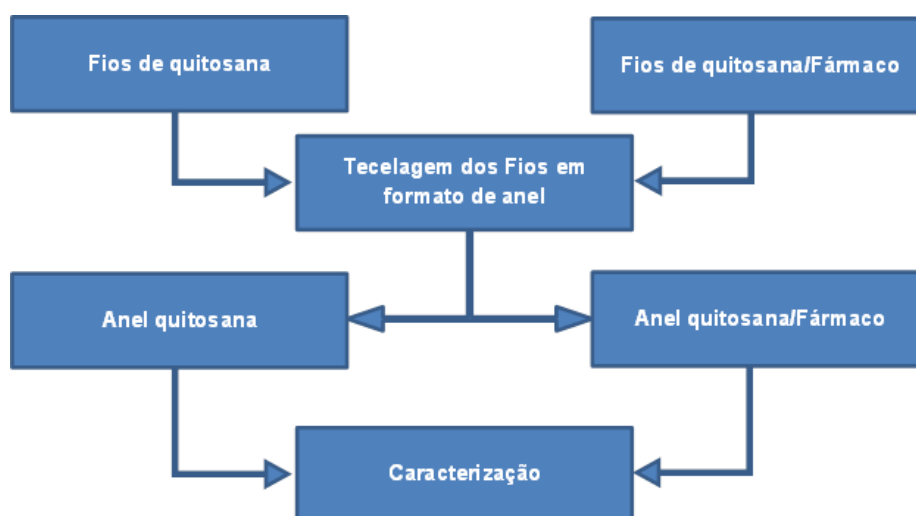 Fios de quitosana
Fios de quitosana/Fármaco
Tecelagem dos Fios em
formato de anel
Anel quitosana
Anel quitosana/Fármaco
Caracterização